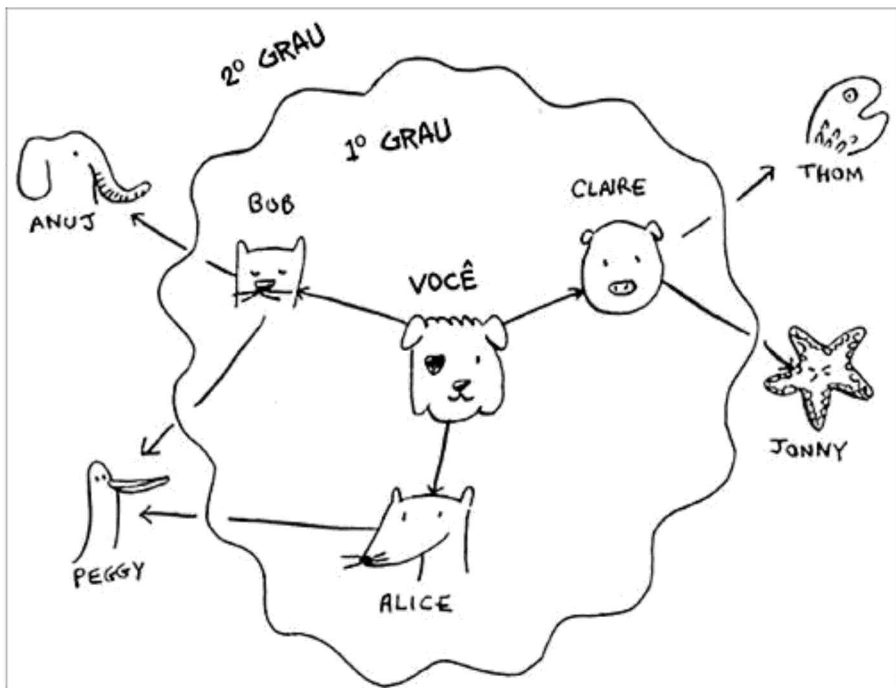 2º GRAU
1º GRAU
THOM
CLAIRE
BOB
ANUJ
VOCÊ
JONNY
PEGGY
ALICE